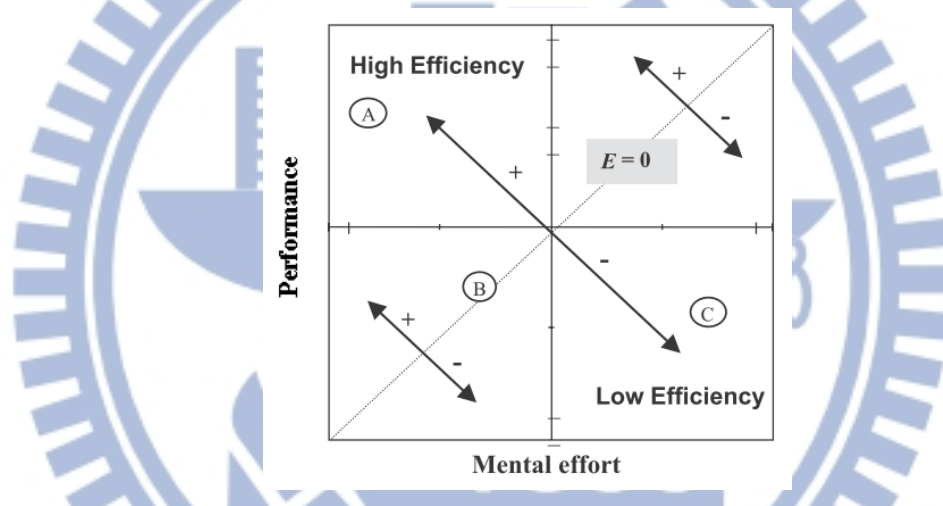 High Efficiency
+
-
A
E = 0
+
Performance
-
B
C
+
-
Low Efficiency
Mental effort